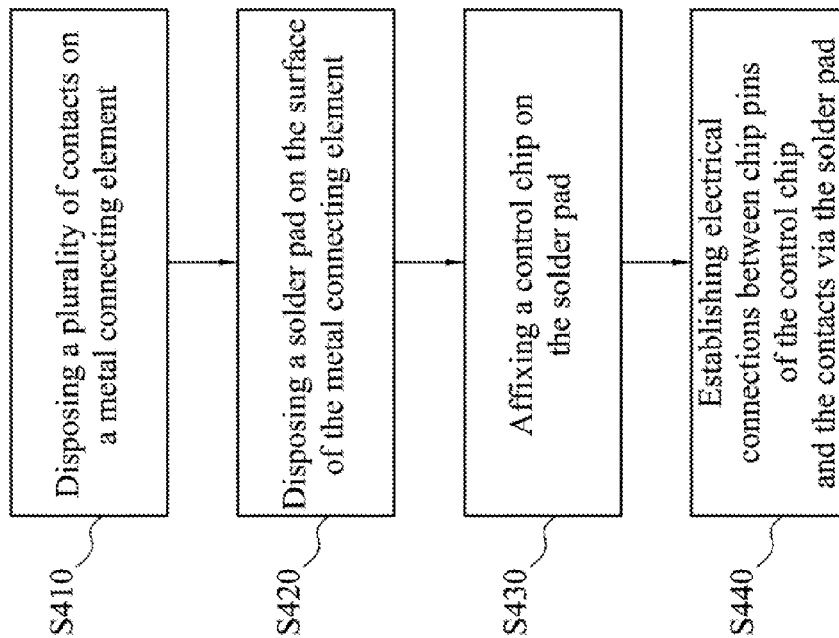 S410
Disposing a plurality of contacts on
a metal connecting element
S420
Disposing a solder pad on the surface
of the metal connecting element
S430
Affixing a control chip on
the solder pad
S440
Establishing electrical
connections between chip pins
of the control chip
and the contacts via the solder pad